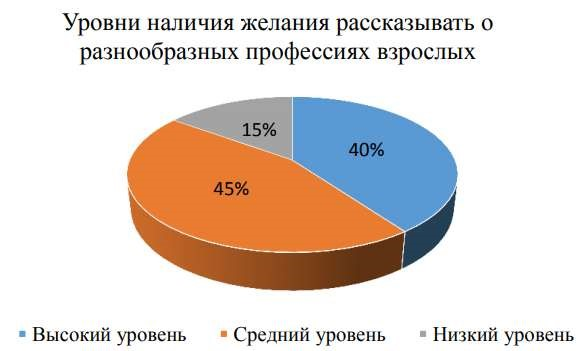 Уровни наличия желания рассказывать о
разнообразных профессиях взрослых
15%
40%
45%
Высокий уровень
Средний уровень
Низкий уровень